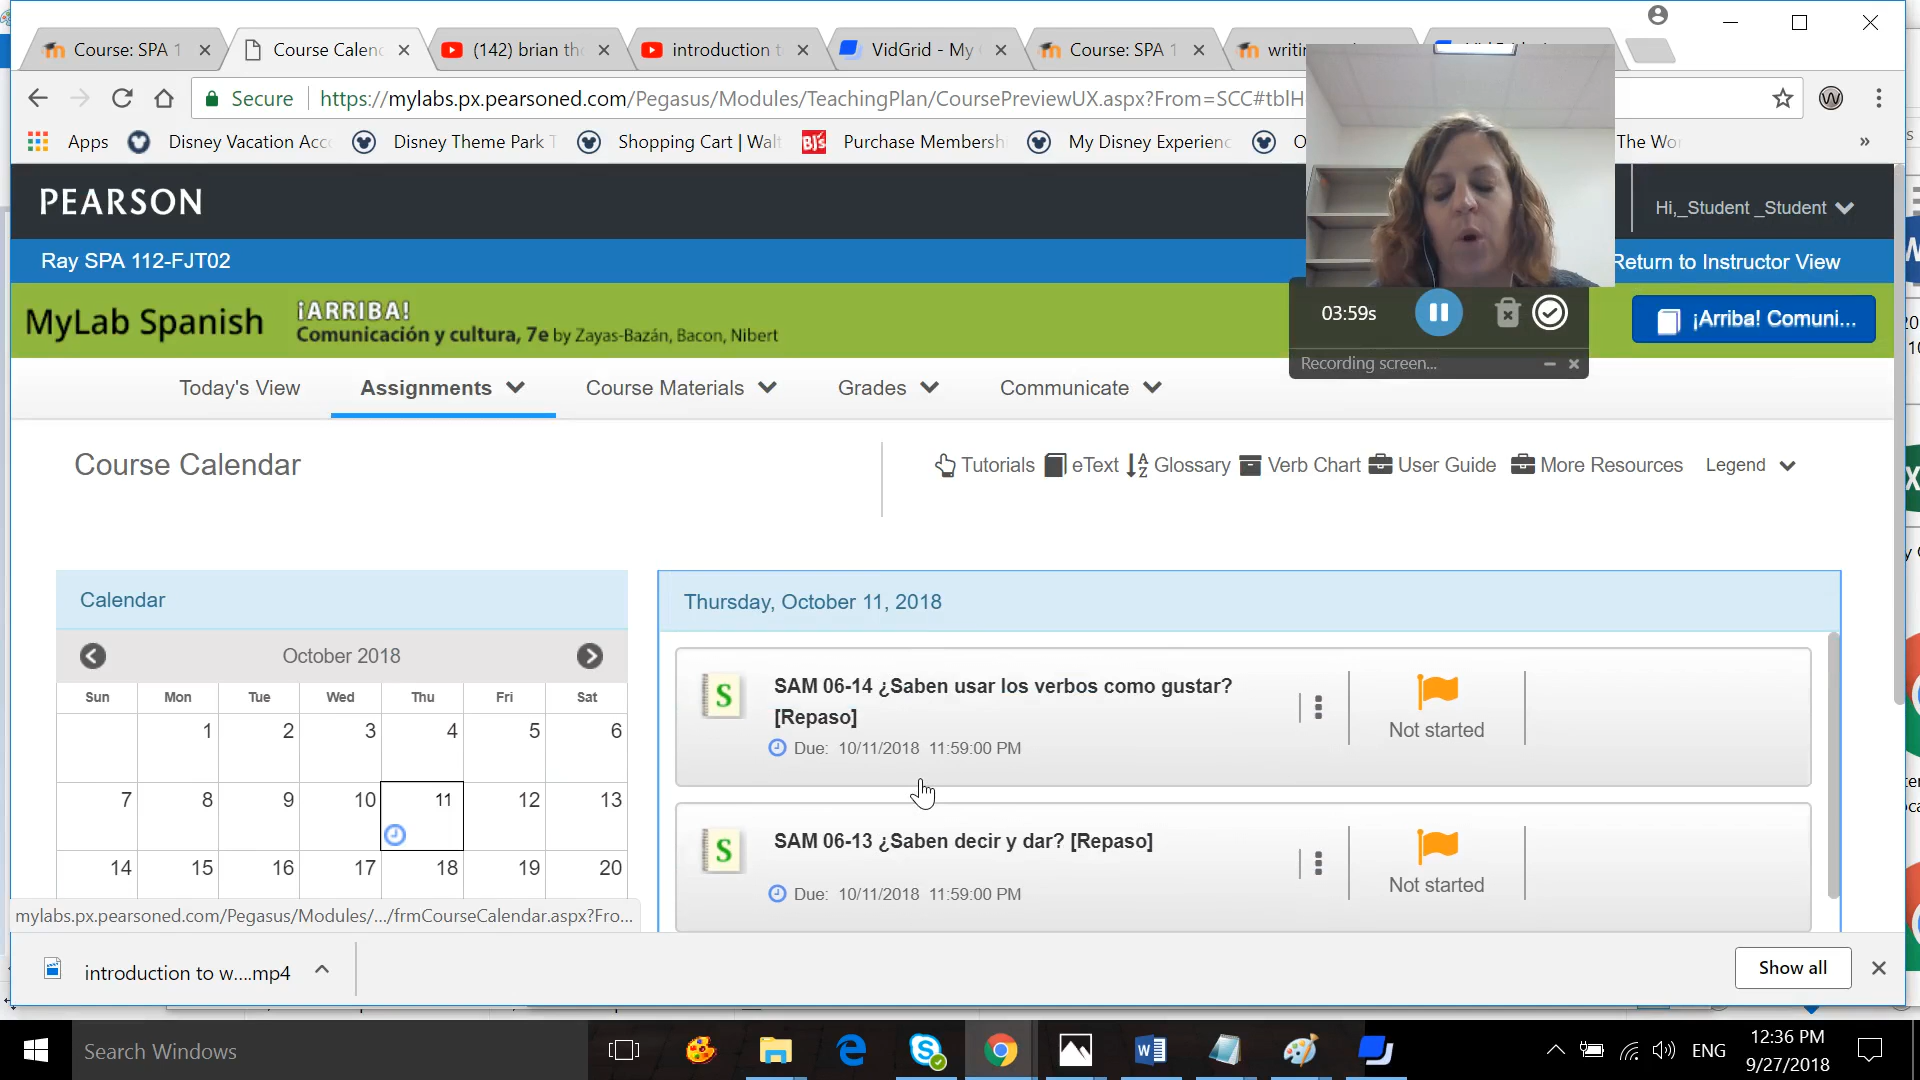 Course: SPA 1
Course Calen
(142) brian th
introduction t
VidGrid - My
Course: SPA 1
Secure
https://mylabs.px.pearsoned.com/Pegasus/Modules/TeachingPlan/CoursePreviewUX.aspx?From=SCC#tblH
Apps
Disney Vacation Acc
Disney Theme Park T
Shopping Cart | Walt
BJ's
Purchase Membersh
My Disney Experienc
The Wor
»
PEARSON
Hi,_Student _Student
Ray SPA 112-FJT02
Return to Instructor View
MyLab Spanish
¡ARRIBA!
Comunicación y cultura, 7e by Zayas-Bazán, Bacon, Nibert
03:59s
Recording screen...
¡Arriba! Comuni...
Today's View
Assignments
Course Materials
Grades
Communicate
Course Calendar
Tutorials
eText
Glossary
Verb Chart
User Guide
More Resources
Legend
Calendar
October 2018
Sun Mon Tue Wed Thu Fri Sat
1 2 3 4 5 6
7 8 9 10 11 12 13
14 15 16 17 18 19 20
Thursday, October 11, 2018
SAM 06-14 ¿Saben usar los verbos como gustar?
[Repaso]
Due: 10/11/2018 11:59:00 PM
Not started
SAM 06-13 ¿Saben decir y dar? [Repaso]
Due: 10/11/2018 11:59:00 PM
Not started
mylabs.px.pearsoned.com/Pegasus/Modules/.../frmCourseCalendar.aspx?Fro...
introduction to w....mp4
Show all
Search Windows
ENG
12:36 PM
9/27/2018